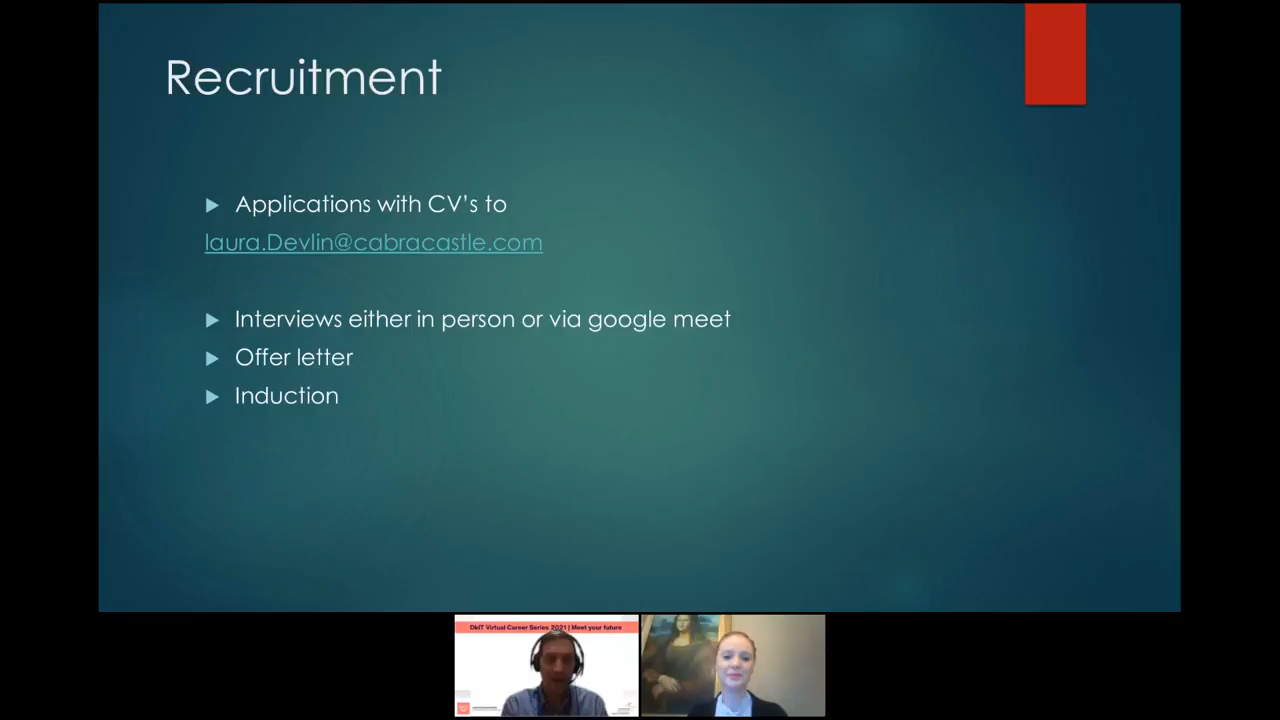 Recruitment
Applications with CV's to
laura.Devlin@cabracastle.com
Interviews either in person or via google meet
Offer letter
Induction
DkIT Virtual Career Series 2021 | Meet your future